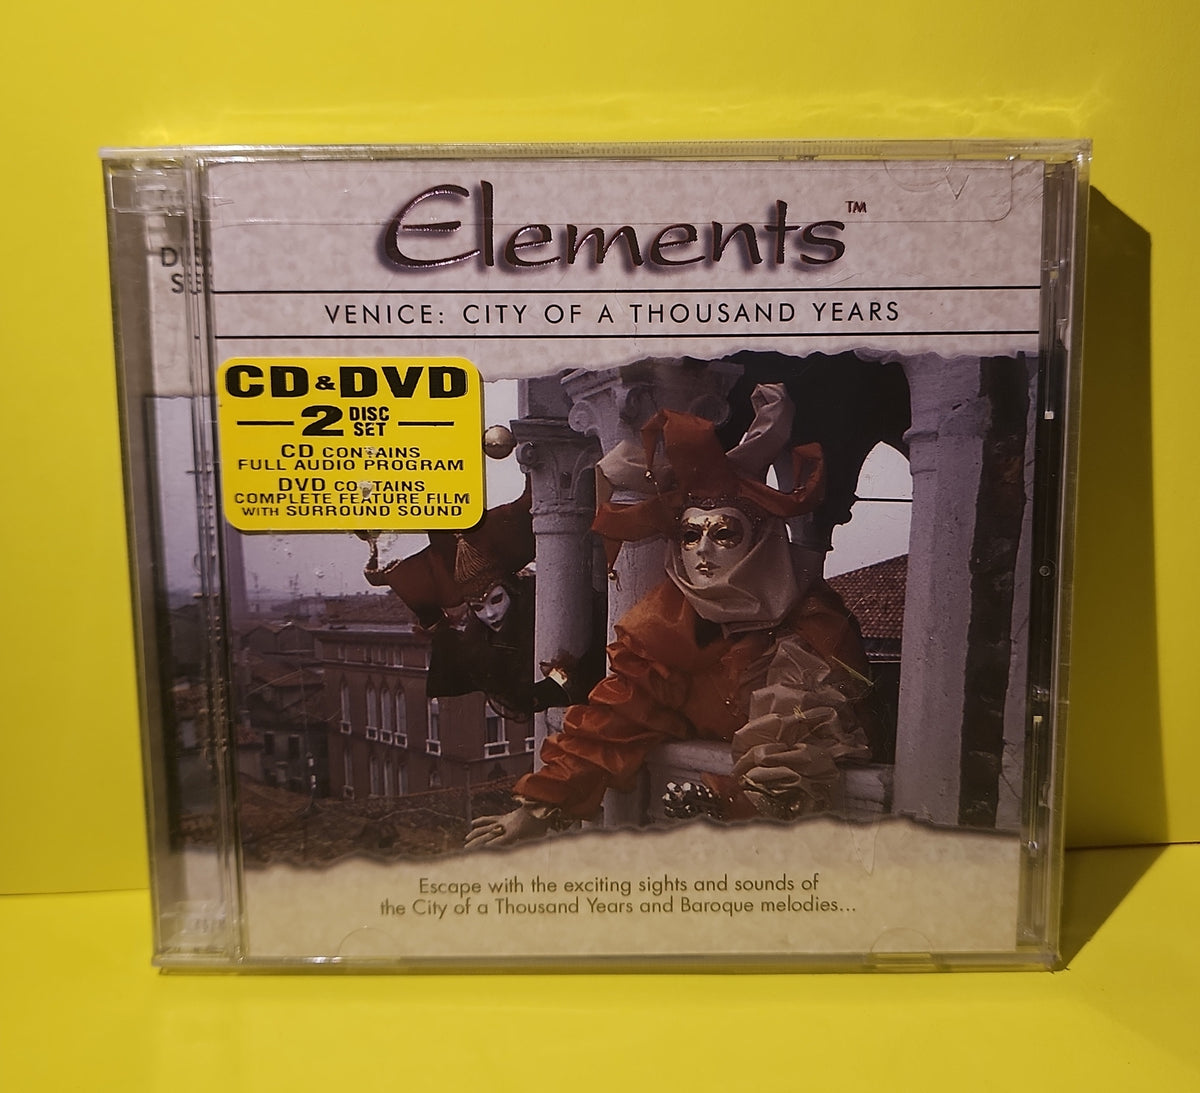 Elements™
VENICE: CITY OF A THOUSAND YEARS
CD & DVD
2 DISC
SET
CD CONTAINS
FULL AUDIO PROGRAM
DVD CONTAINS
COMPLETE FEATURE FILM
WITH SURROUND SOUND
Escape with the exciting sights and sounds of
the City of a Thousand Years and Baroque melodies...